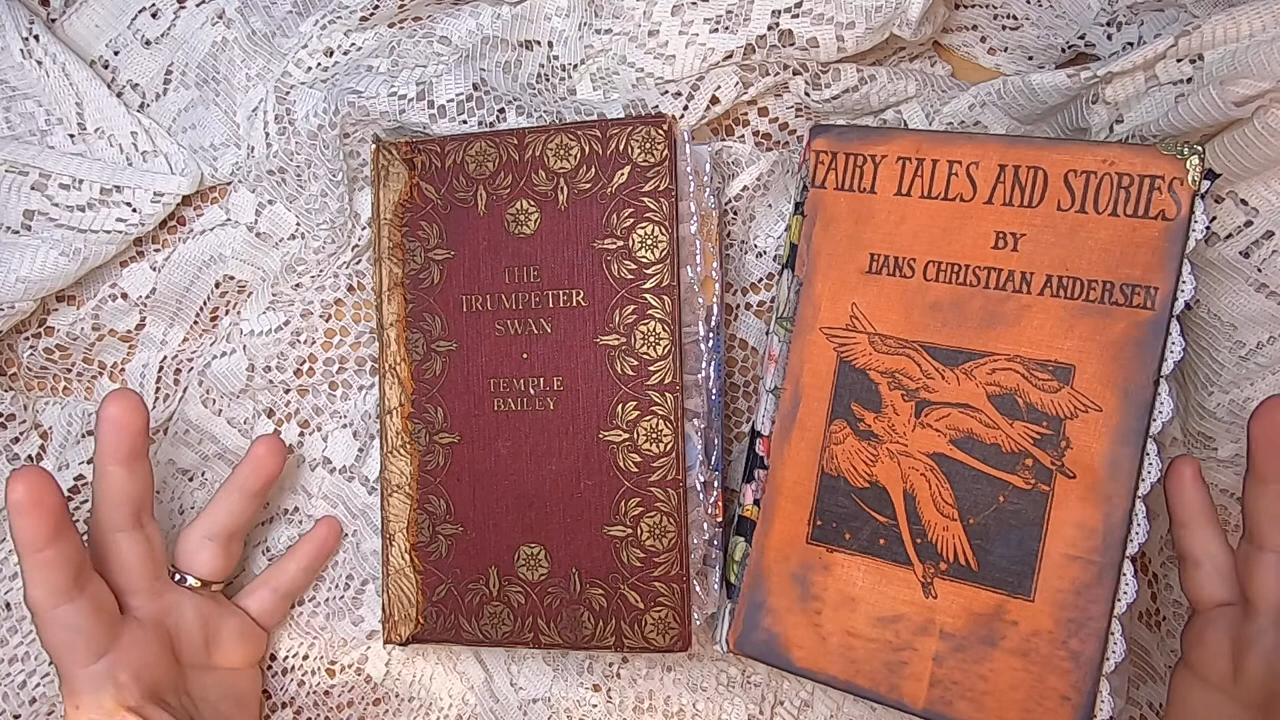 THE
TRUMPETER
SWAN
TEMPLE
BAILEY
FAIRY TALES AND STORIES
BY
HANS CHRISTIAN ANDERSEN